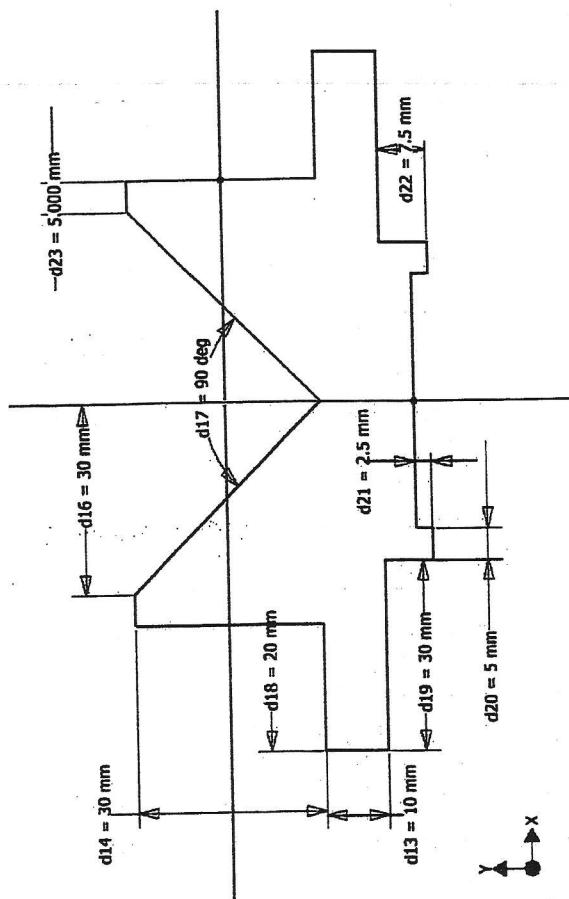 d23 = 5.000 mm
d22 = 7.5 mm
d17 = 90 deg
d16 = 30 mm
d21 = 2.5 mm
d18 = 20 mm
d19 = 30 mm
d20 = 5 mm
d14 = 30 mm
d13 = 10 mm
Y
X